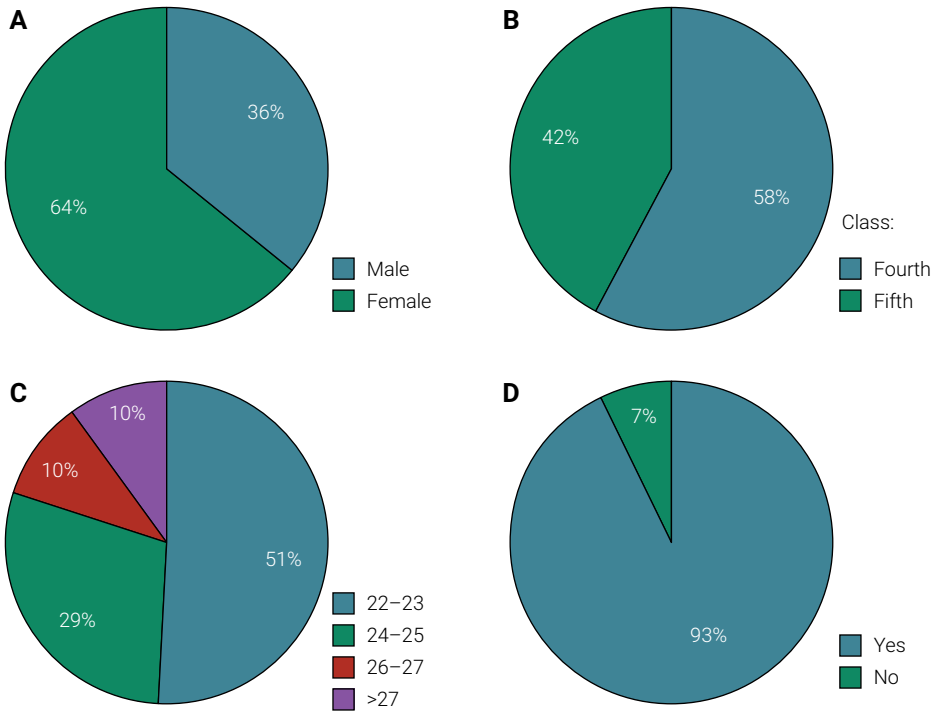 A
36%
64%
Male
Female
B
42%
58%
Class:
Fourth
Fifth
C
10%
10%
51%
29%
22–23
24–25
26–27
>27
D
7%
93%
Yes
No